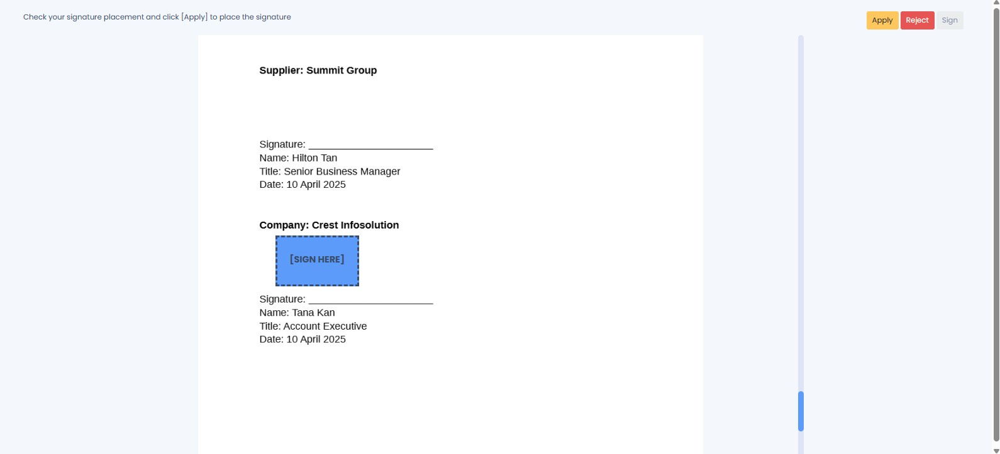 Check your signature placement and click [Apply] to place the signature
Apply Reject Sign
Supplier: Summit Group
Signature: ______________________
Name: Hilton Tan
Title: Senior Business Manager
Date: 10 April 2025
Company: Crest Infosolution
[SIGN HERE]
Signature: ______________________
Name: Tana Kan
Title: Account Executive
Date: 10 April 2025